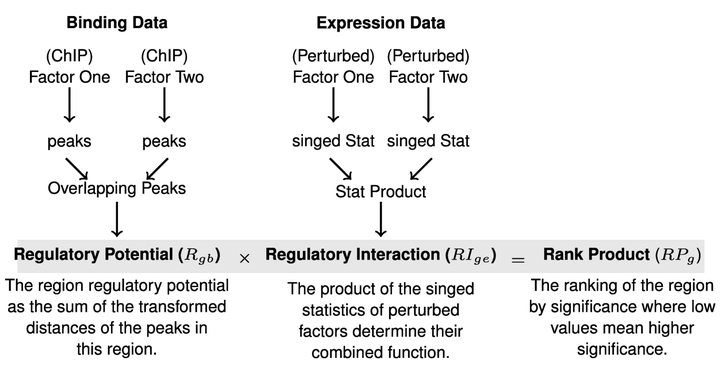 Binding Data
Expression Data
(ChIP) (ChIP)
Factor One Factor Two
(Perturbed) (Perturbed)
Factor One Factor Two
peaks peaks
singed Stat singed Stat
Overlapping Peaks
Stat Product
Regulatory Potential (R_{gb}) × Regulatory Interaction (RI_{ge}) = Rank Product (RP_{g})
The region regulatory potential
as the sum of the transformed
distances of the peaks in
this region.
The product of the singed
statistics of perturbed
factors determine their
combined function.
The ranking of the region
by significance where low
values mean higher
significance.